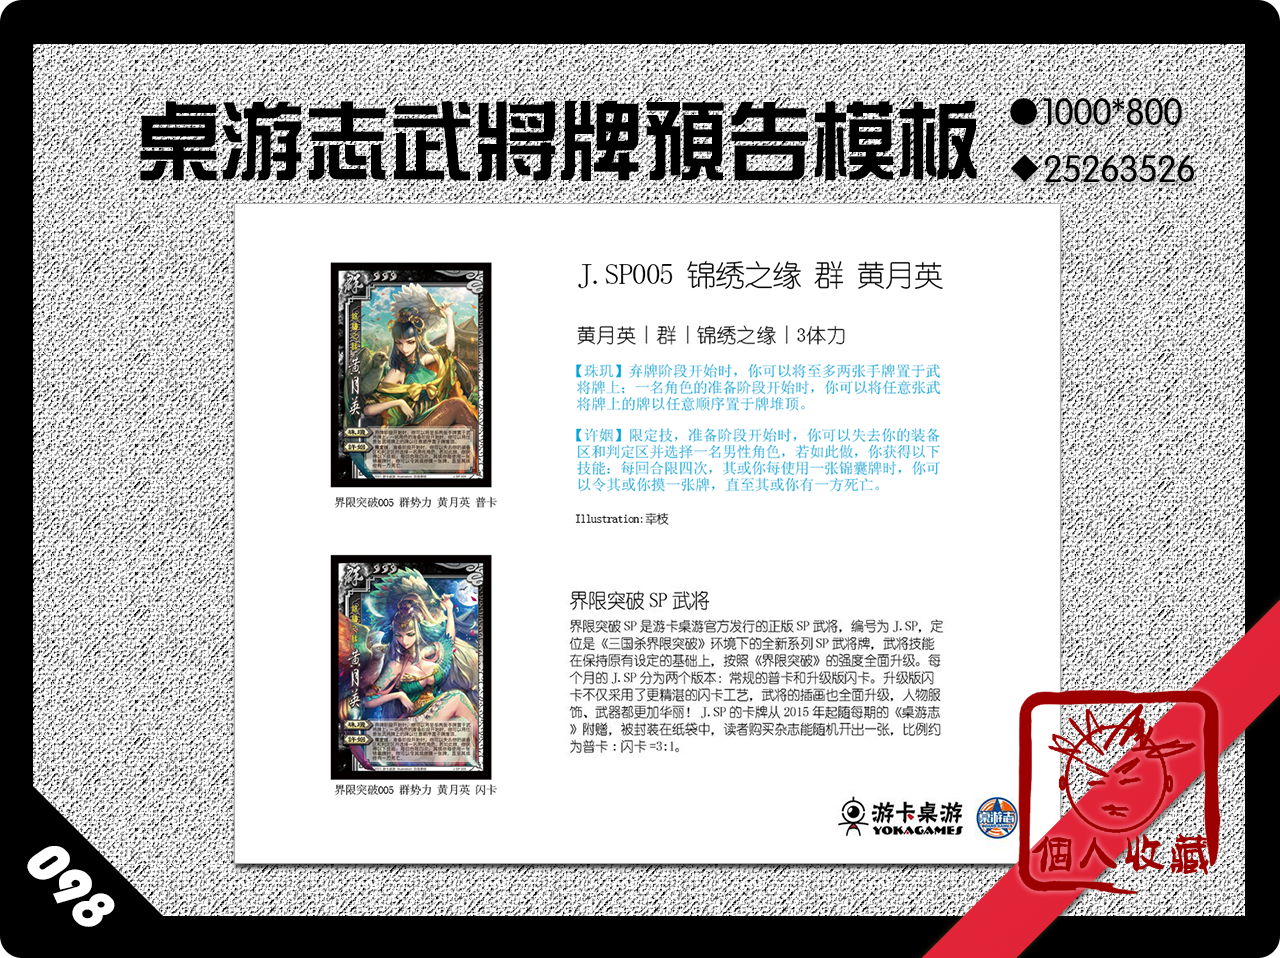 桌游志武將牌預告模板
●1000*800
◆25263526
J.SP005 锦绣之缘 群 黄月英
黄月英丨群丨锦绣之缘丨3体力
【珠玑】弃牌阶段开始时，你可以将至多两张手牌置于武
将牌上；一名角色的准备阶段开始时，你可以将任意张武
将牌上的牌以任意顺序置于牌堆顶。
【许姻】限定技，准备阶段开始时，你可以失去你的装备
区和判定区并选择一名男性角色，若如此做，你获得以下
技能：每回合限四次，其或你每使用一张锦囊牌时，你可
以令其或你摸一张牌，直至其或你有一方死亡。
Illustration:幸枝
群
锦绣之缘
黄月英
珠璣
許姻
界限突破005 群势力 黄月英 普卡
群
黄月英
珠璣
許姻
界限突破005 群势力 黄月英 闪卡
界限突破 SP 武将
界限突破 SP 是游卡桌游官方发行的正版 SP 武将，编号为 J.SP，定
位是《三国杀界限突破》环境下的全新系列 SP 武将牌，武将技能
在保持原有设定的基础上，按照《界限突破》的强度全面升级。每
个月的 J.SP 分为两个版本：常规的普卡和升级版闪卡。升级版闪
卡不仅采用了更精湛的闪卡工艺，武将的插画也全面升级，人物服
饰、武器都更加华丽！ J.SP 的卡牌从 2015 年起随每期的《桌游志
》附赠，被封装在纸袋中，读者购买杂志能随机开出一张，比例约
为普卡：闪卡 =3:1。
游卡桌游
YOKAGAMES
桌游志
個人收藏
098